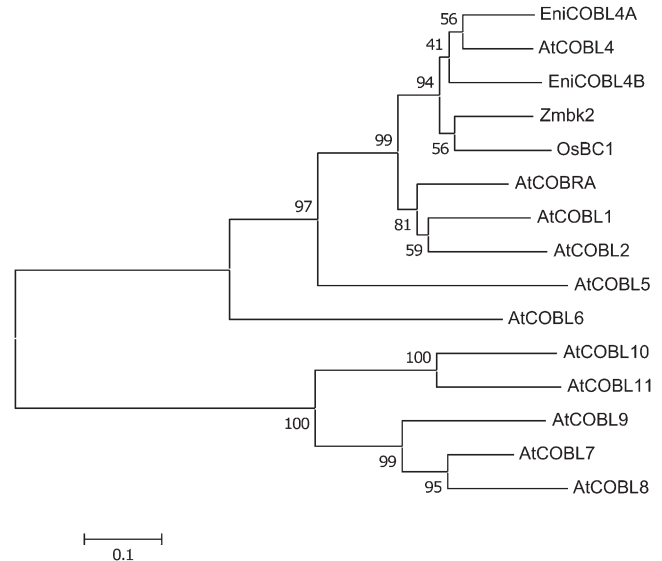 56
EniCOBL4A
41
AtCOBL4
94
EniCOBL4B
Zmbk2
99
56
OsBC1
AtCOBRA
97
81
AtCOBL1
59
AtCOBL2
AtCOBL5
AtCOBL6
100
AtCOBL10
AtCOBL11
100
AtCOBL9
99
AtCOBL7
95
AtCOBL8
0.1